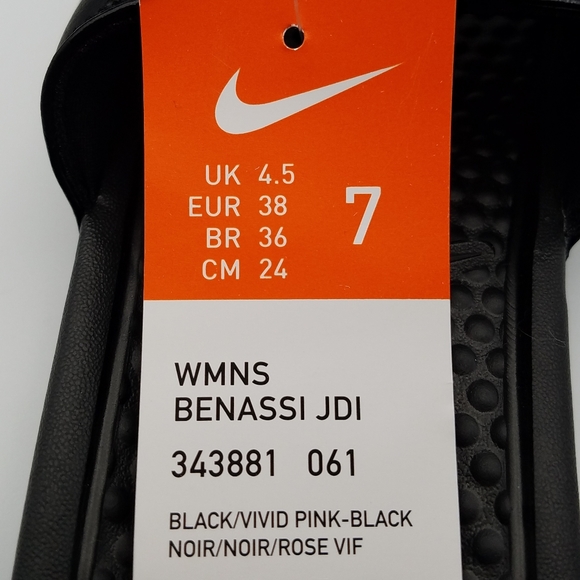 UK 4.5
EUR 38
BR 36
CM 24
7
WMNS
BENASSI JDI
343881 061
BLACK/VIVID PINK-BLACK
NOIR/NOIR/ROSE VIF